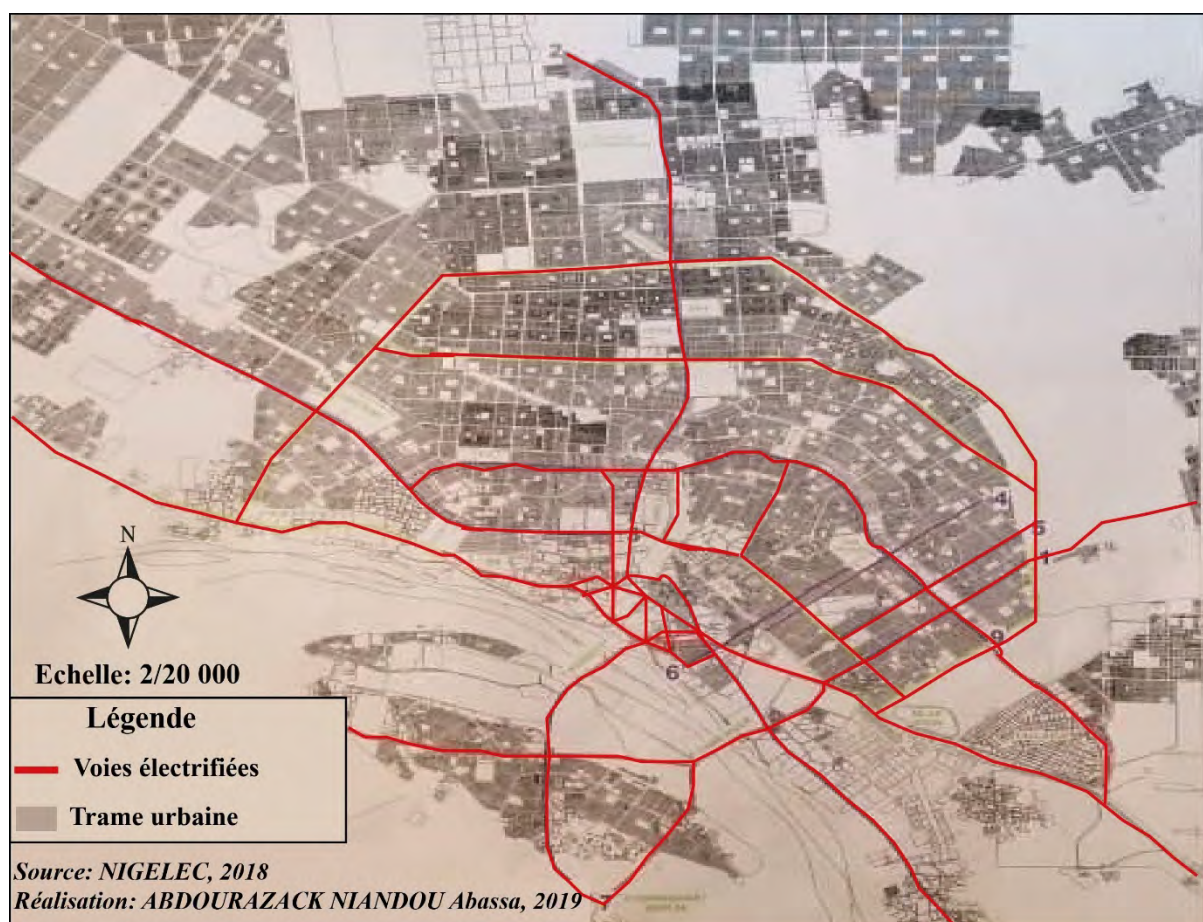 2
4
5
1
9
6
N
Echelle: 2/20 000
Légende
Voies électrifiées
Trame urbaine
Source: NIGELEC, 2018
Réalisation: ABDOURAZACK NIANDOU Abassa, 2019